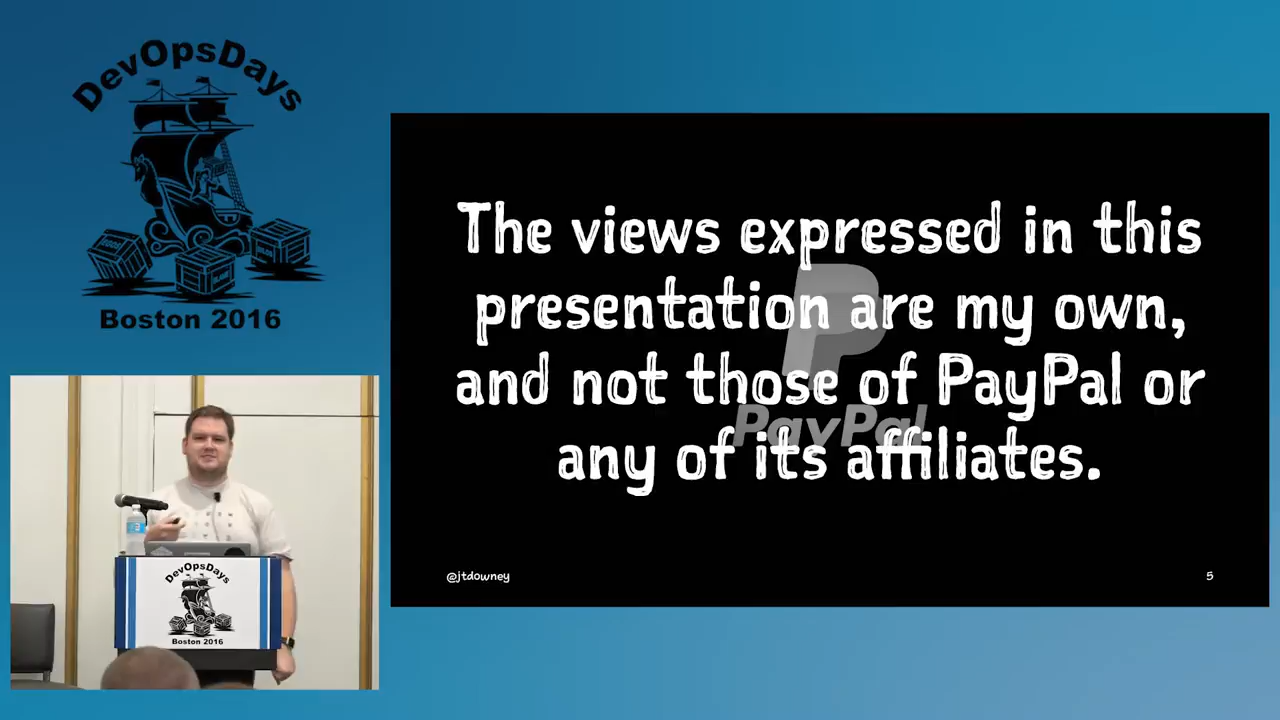 DevOpsDays
Boston 2016
The views expressed in this
presentation are my own,
and not those of PayPal or
any of its affiliates.
PayPal
@jtdowney
5
DevOpsDays
Boston 2016